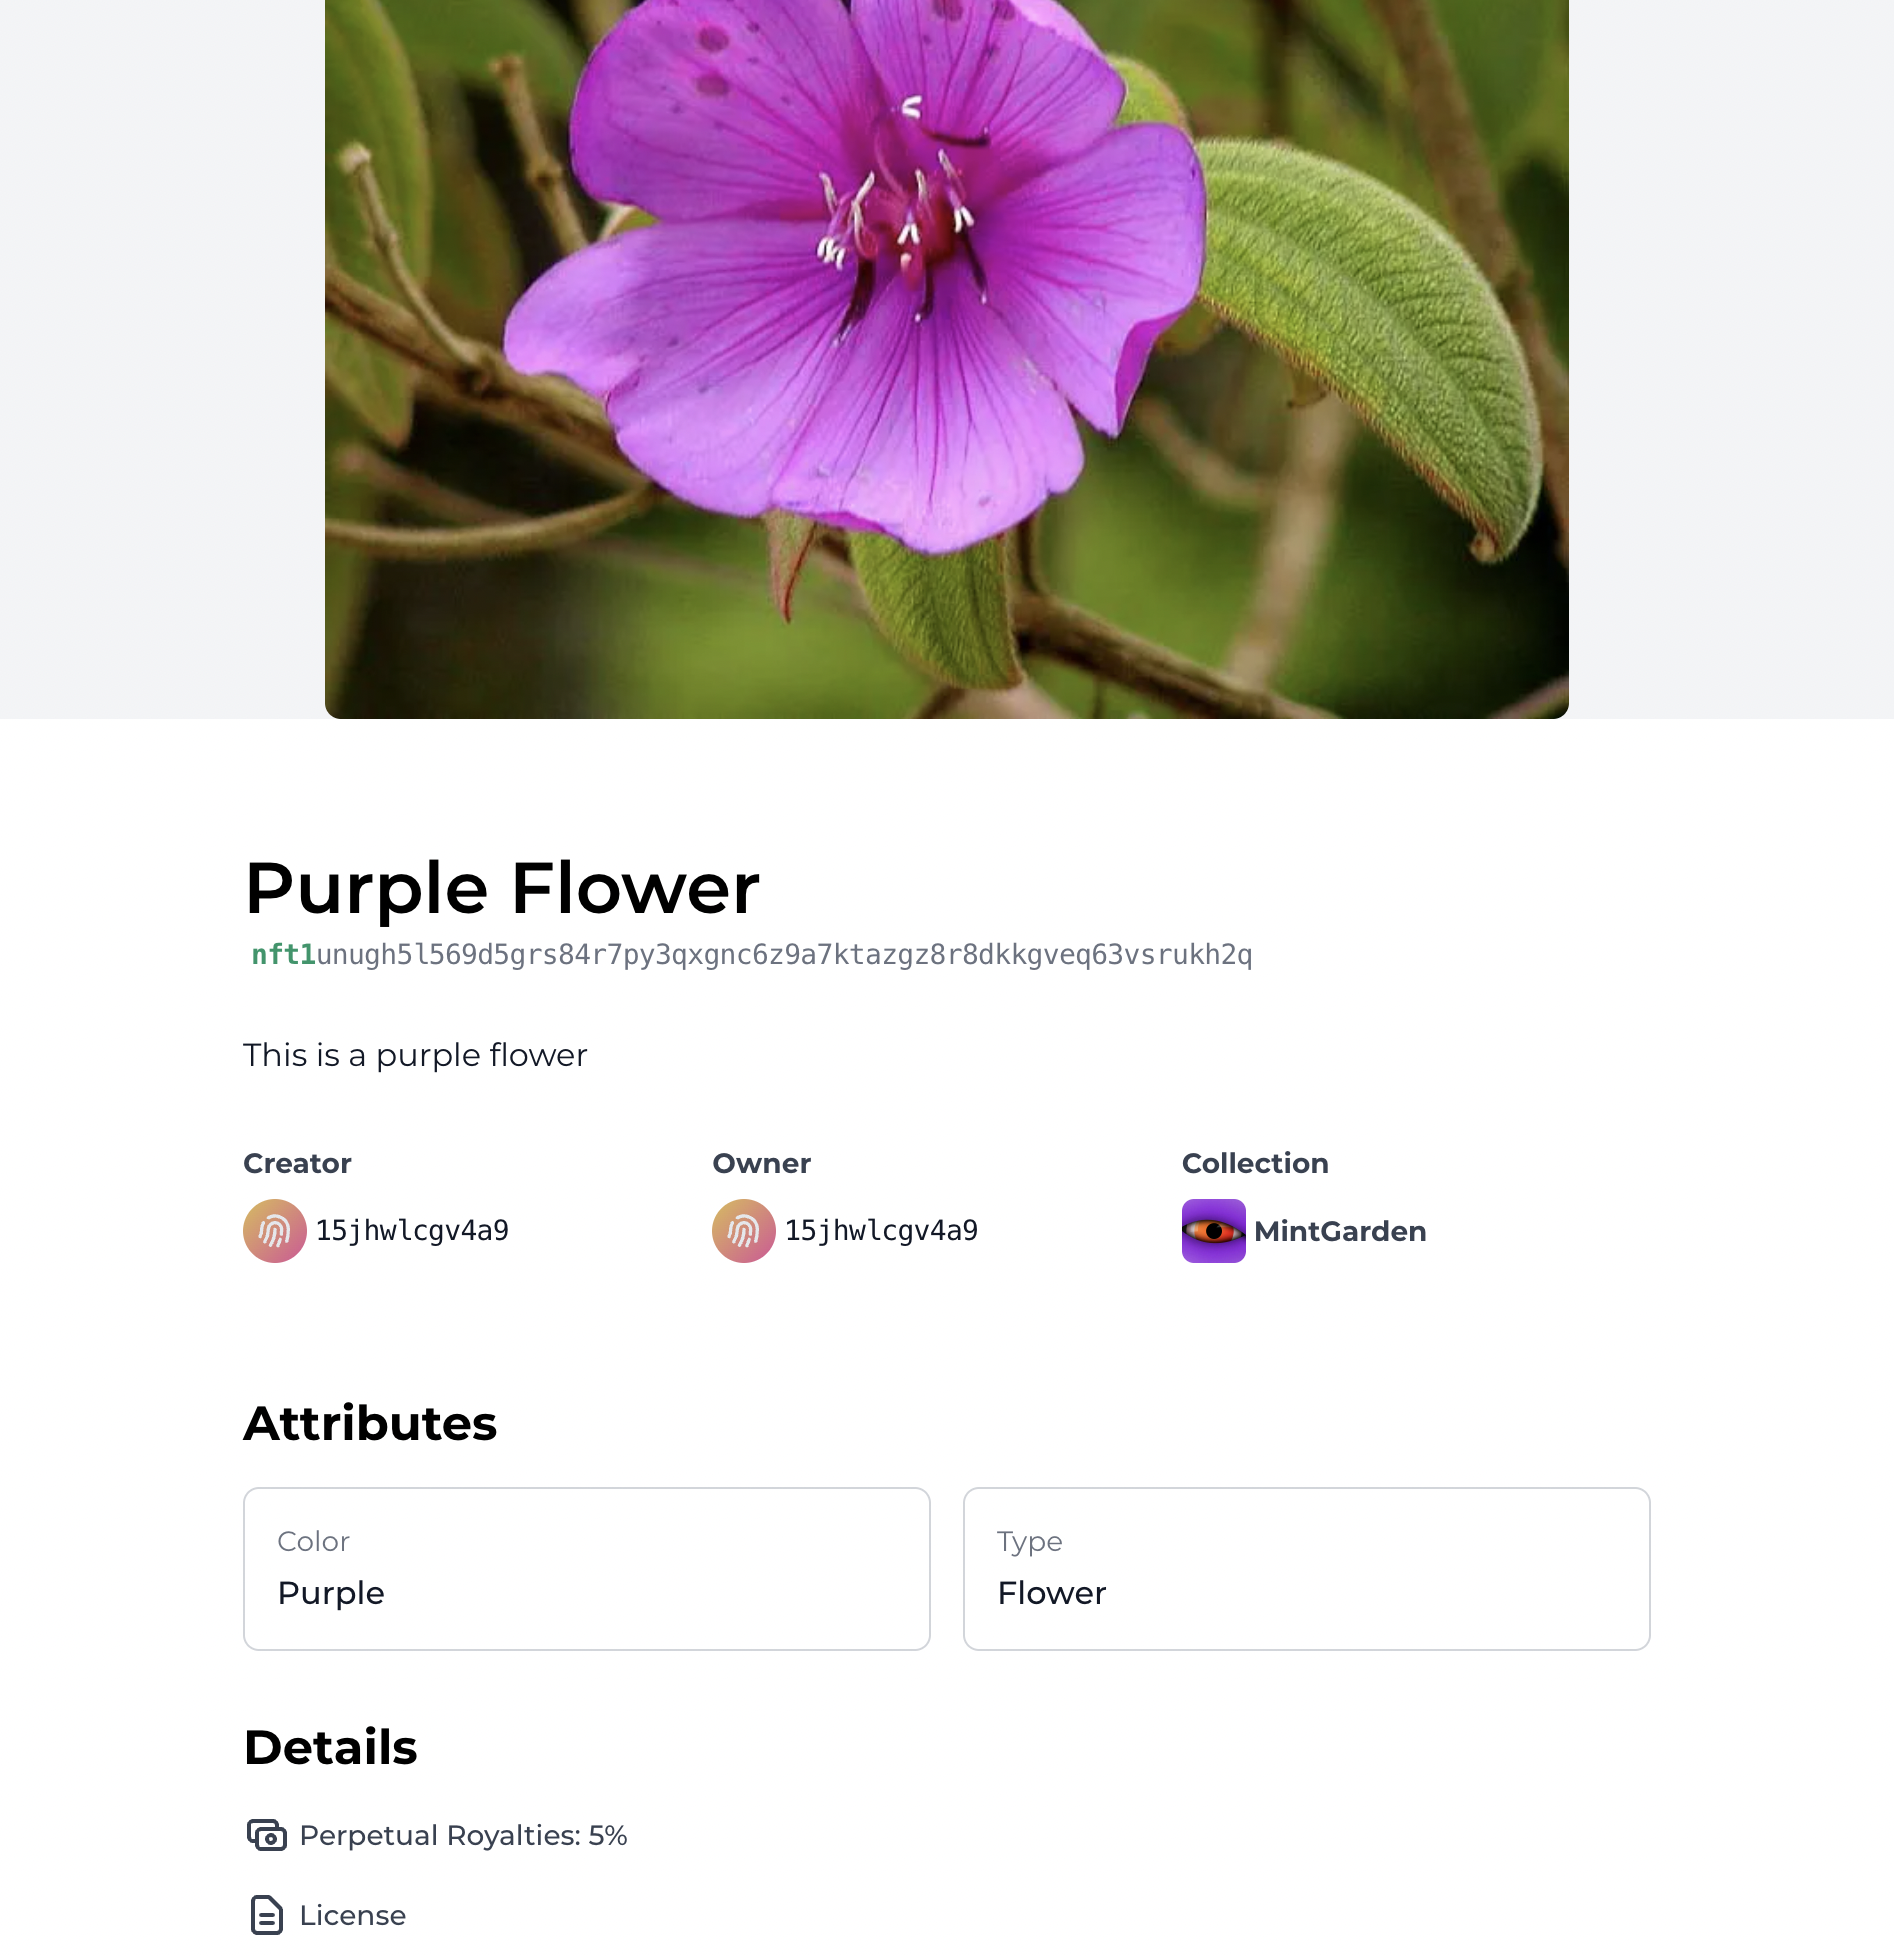 Purple Flower
nft1unugh5l569d5grs84r7py3qxgnc6z9a7ktazgz8r8dkkgveq63vsrukh2q
This is a purple flower
Creator
15jhwlcgv4a9
Owner
15jhwlcgv4a9
Collection
MintGarden
Attributes
Color
Purple
Type
Flower
Details
Perpetual Royalties: 5%
License